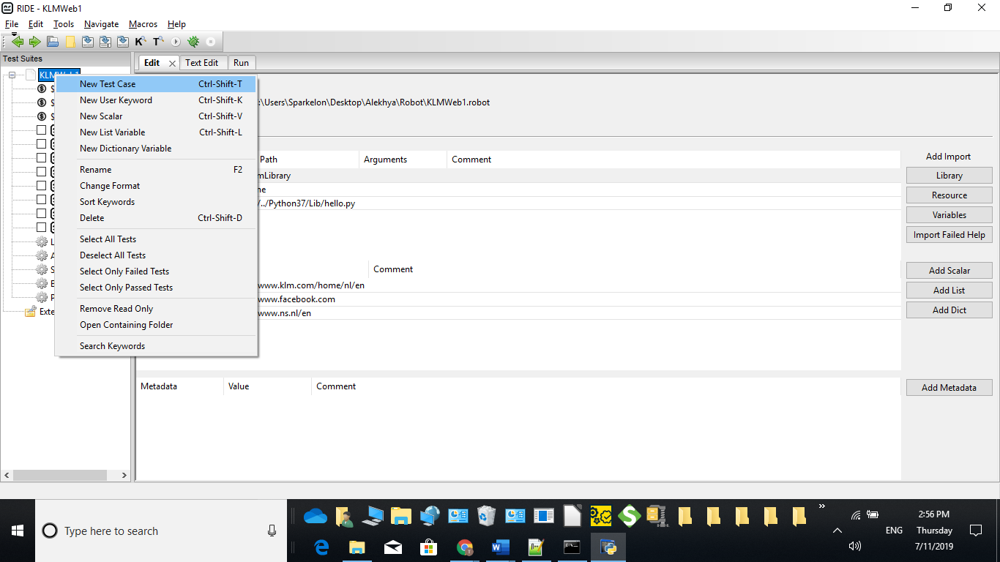 RIDE - KLMWeb1
File Edit Tools Navigate Macros Help
Test Suites
Edit Text Edit Run
New Test Case Ctrl-Shift-T
New User Keyword Ctrl-Shift-K
New Scalar Ctrl-Shift-V
New List Variable Ctrl-Shift-L
New Dictionary Variable
Rename F2
Change Format
Sort Keywords
Delete Ctrl-Shift-D
Select All Tests
Deselect All Tests
Select Only Failed Tests
Select Only Passed Tests
Remove Read Only
Open Containing Folder
Search Keywords
:\Users\Sparkelon\Desktop\Alekhya\Robot\KLMWeb1.robot
Path Arguments Comment
mLibrary
me
/../Python37/Lib/hello.py
Comment
www.klm.com/home/nl/en
www.facebook.com
www.ns.nl/en
Metadata Value Comment
Add Import
Library
Resource
Variables
Import Failed Help
Add Scalar
Add List
Add Dict
Add Metadata
Type here to search
ENG
2:56 PM
Thursday
7/11/2019